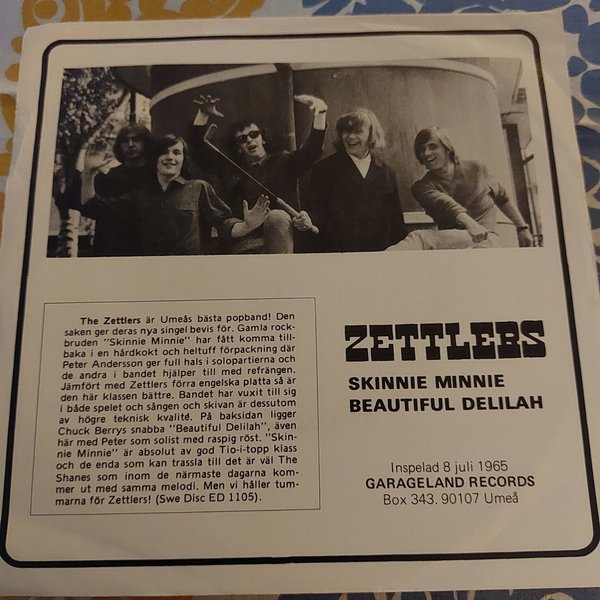 The Zettlers är Umeås bästa popband! Den
saken ger deras nya singel bevis för. Gamla rock-
bruden "Skinnie Minnie" har fått komma till-
baka i en hårdkokt och heltuff förpackning där
Peter Andersson ger full hals i solopartierna och
de andra i bandet hjälper till med refrängen.
Jämfört med Zettlers förra engelska platta så är
den här klassen bättre. Bandet har vuxit till sig
i både spelet och sången och skivan är dessutom
av högre teknisk kvalité. På baksidan ligger
Chuck Berrys snabba "Beautiful Delilah", även
här med Peter som solist med raspig röst. "Skin-
nie Minnie" är absolut av god Tio-i-topp klass
och de enda som kan trassla till det är väl The
Shanes som inom de närmaste dagarna kom-
mer ut med samma melodi. Men vi håller tum-
marna för Zettlers! (Swe Disc ED 1105).
ZETTLERS
SKINNIE MINNIE
BEAUTIFUL DELILAH
Inspelad 8 juli 1965
GARAGELAND RECORDS
Box 343. 90107 Umeå